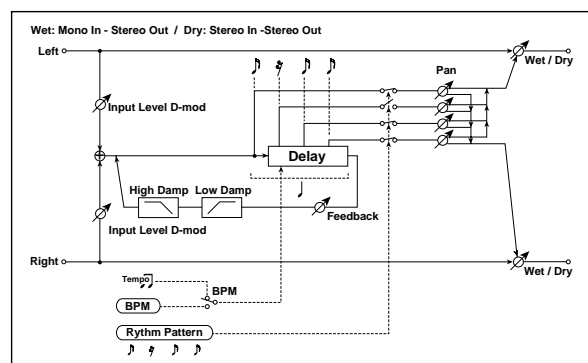 Wet: Mono In - Stereo Out / Dry: Stereo In -Stereo Out
Left
Wet / Dry
Pan
Input Level D-mod
Delay
High Damp
Low Damp
Feedback
Input Level D-mod
Right
Wet / Dry
Tempo
BPM
BPM
Rythm Pattern